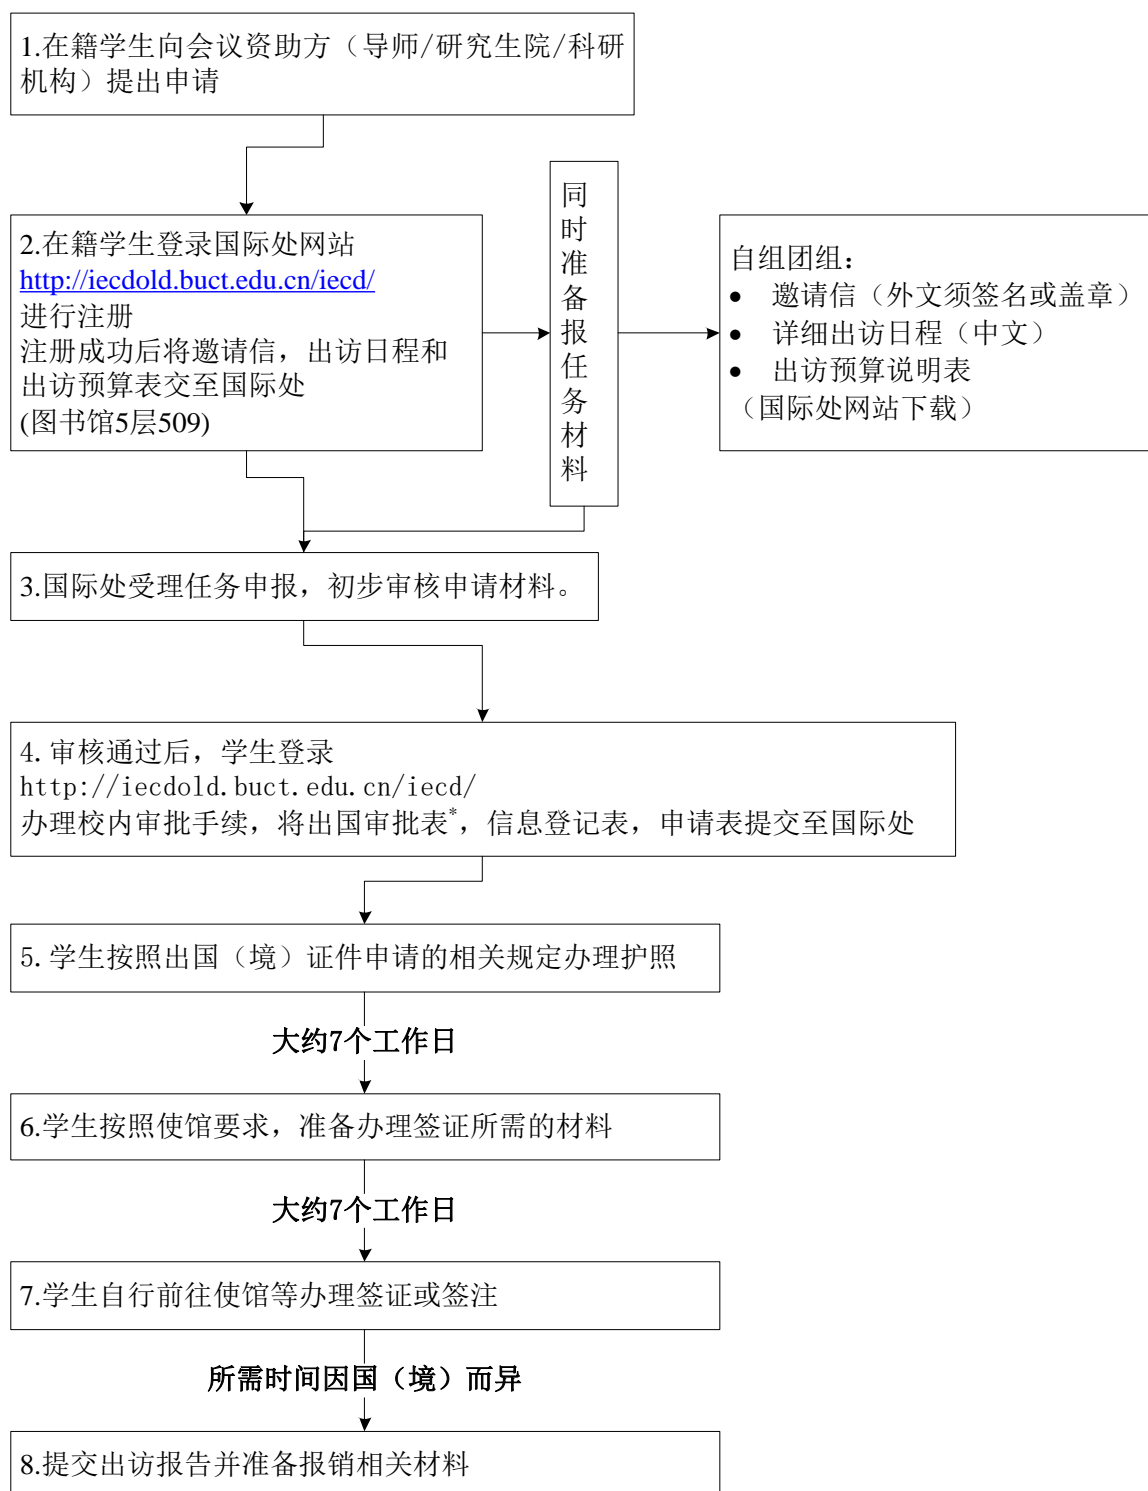 1.在籍学生向会议资助方（导师/研究生院/科研
机构）提出申请
2.在籍学生登录国际处网站
http://iecdold.buct.edu.cn/iecd/
进行注册
注册成功后将邀请信，出访日程和
出访预算表交至国际处
(图书馆5层509)
同
时
准
备
报
任
务
材
料
自组团组：
• 邀请信（外文须签名或盖章）
• 详细出访日程（中文）
• 出访预算说明表
（国际处网站下载）
3.国际处受理任务申报，初步审核申请材料。
4.审核通过后，学生登录
http://iecdold.buct.edu.cn/iecd/
办理校内审批手续，将出国审批表*，信息登记表，申请表提交至国际处
5.学生按照出国（境）证件申请的相关规定办理护照
大约7个工作日
6.学生按照使馆要求，准备办理签证所需的材料
大约7个工作日
7.学生自行前往使馆等办理签证或签注
所需时间因国（境）而异
8.提交出访报告并准备报销相关材料